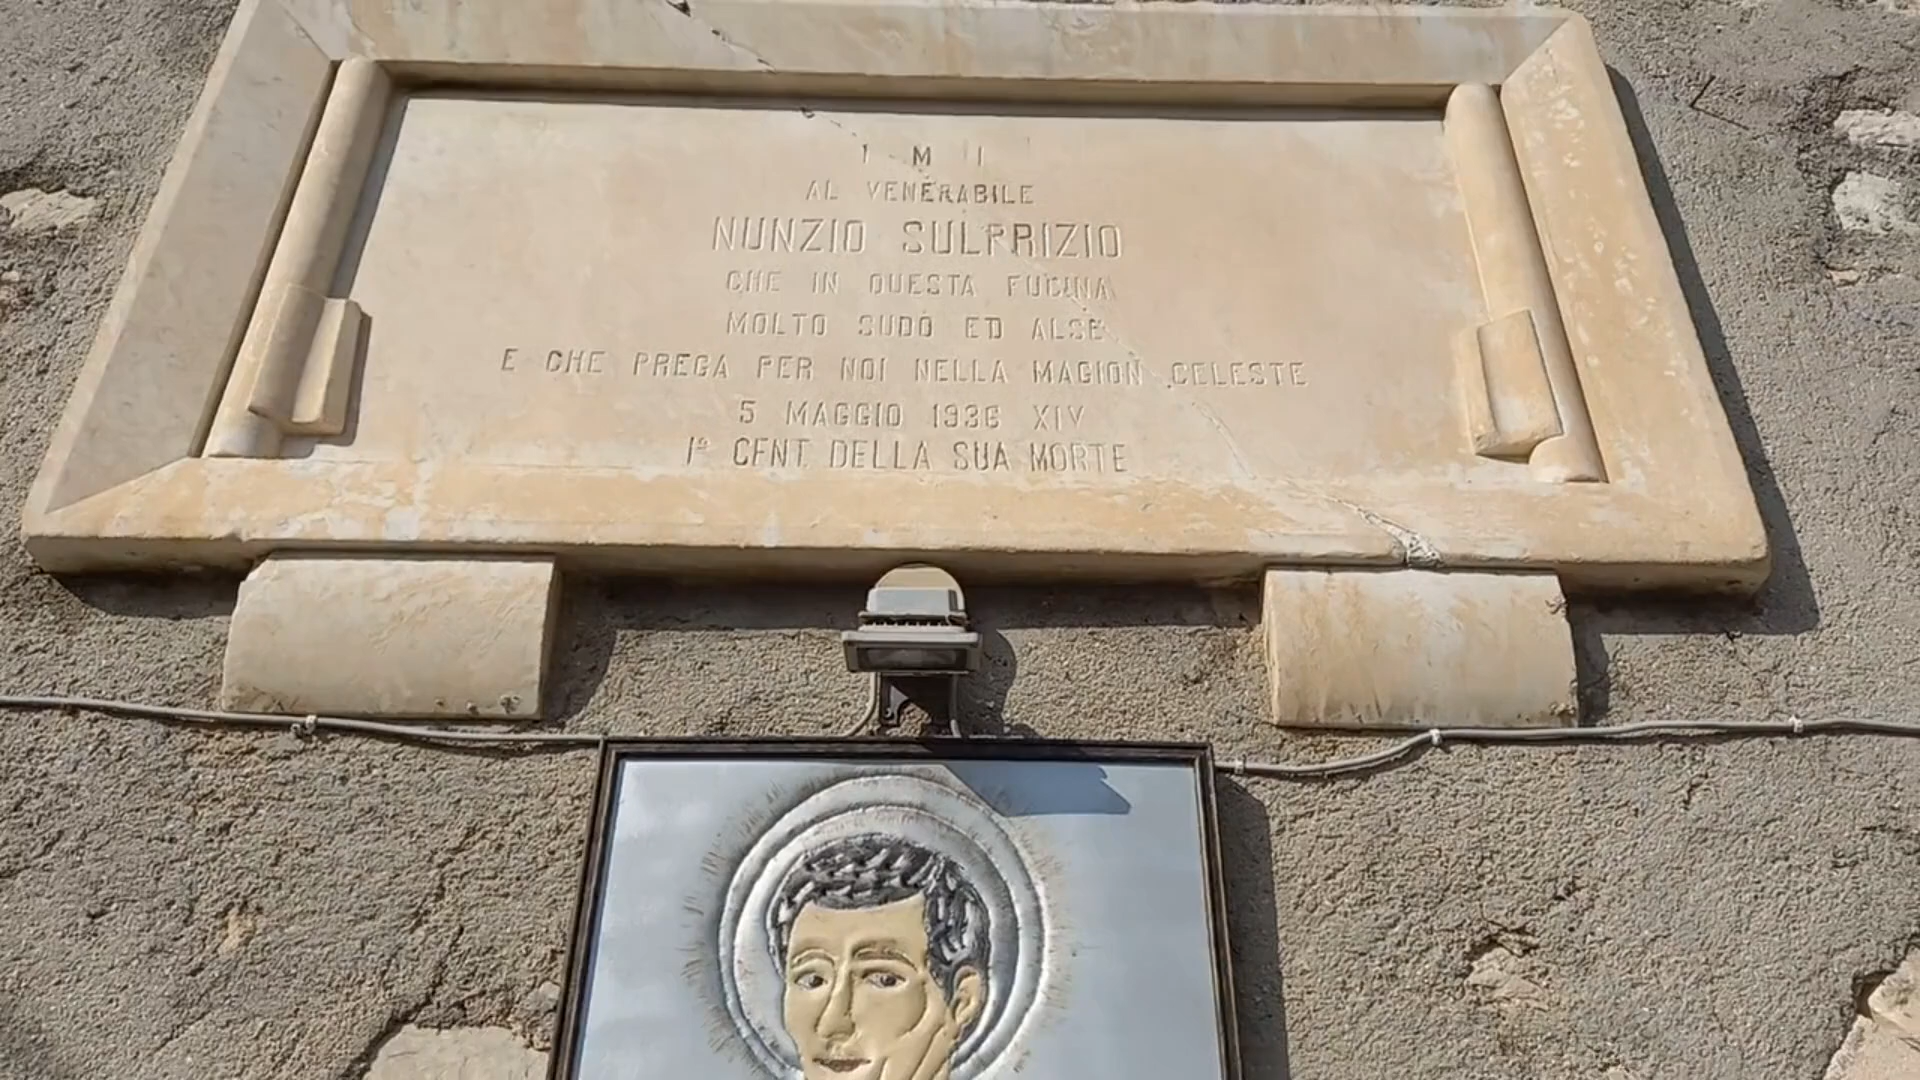 I M I
AL VENERABILE
NUNZIO SULPRIZIO
CHE IN QUESTA FUCINA
MOLTO SUDÒ ED ALSE
E CHE PREGA PER NOI NELLA MAGION CELESTE
5 MAGGIO 1936 XIV
Iº CENT. DELLA SUA MORTE